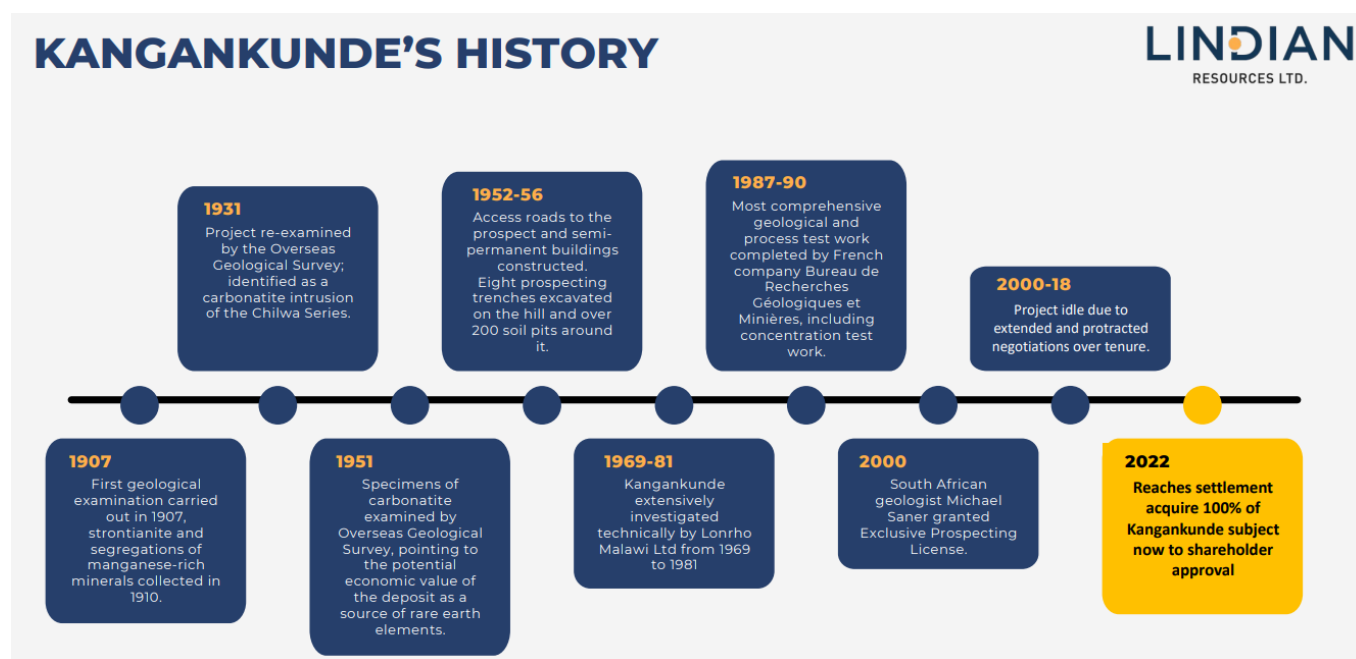 KANGANKUNDE'S HISTORY
LINDIAN
RESOURCES LTD.
1907
First geological
examination carried
out in 1907,
strontianite and
segregations of
manganese-rich
minerals collected in
1910.
1931
Project re-examined
by the Overseas
Geological Survey;
identified as a
carbonatite intrusion
of the Chilwa Series.
1951
Specimens of
carbonatite
examined by
Overseas Geological
Survey, pointing to
the potential
economic value of
the deposit as a
source of rare earth
elements.
1952-56
Access roads to the
prospect and semi-
permanent buildings
constructed.
Eight prospecting
trenches excavated
on the hill and over
200 soil pits around
it.
1969-81
Kangankunde
extensively
investigated
technically by Lonrho
Malawi Ltd from 1969
to 1981
1987-90
Most comprehensive
geological and
process test work
completed by French
company Bureau de
Recherches
Géologiques et
Minières, including
concentration test
work.
2000
South African
geologist Michael
Saner granted
Exclusive Prospecting
License.
2000-18
Project idle due to
extended and protracted
negotiations over tenure.
2022
Reaches settlement
acquire 100% of
Kangankunde subject
now to shareholder
approval